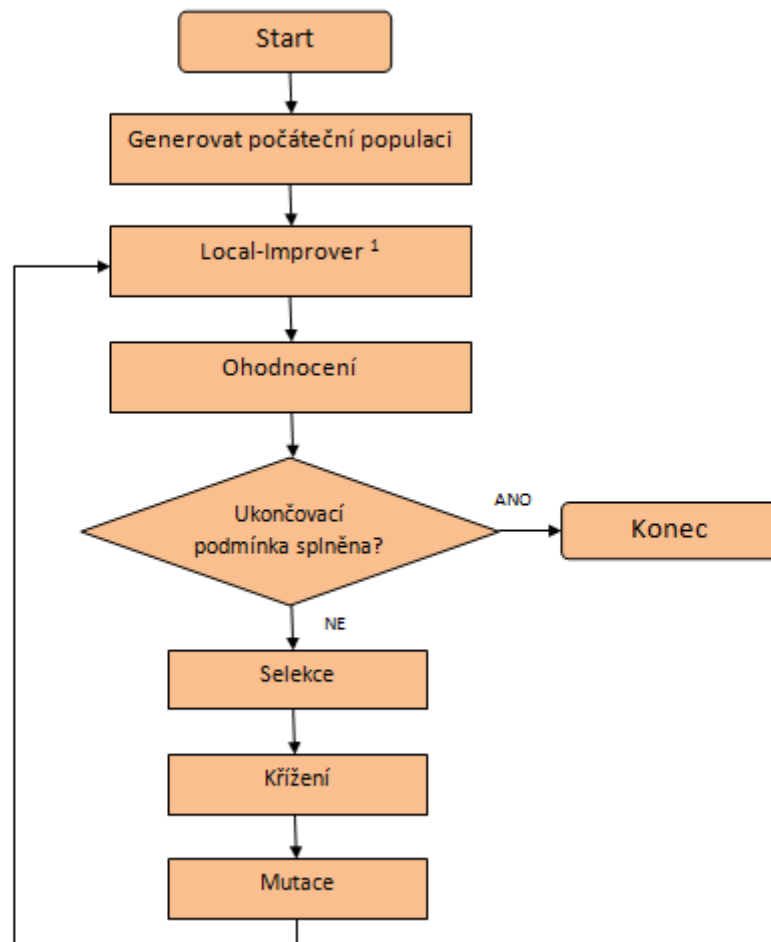 Start
Generovat počáteční populaci
Local-Improver ¹
Ohodnocení
Ukončovací
podmínka splněna?
ANO
Konec
NE
Selekce
Křížení
Mutace